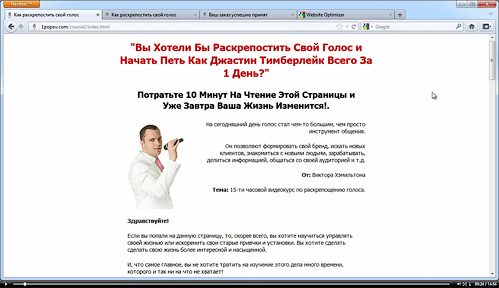 Firefox
Как раскрепостить свой голос
Как раскрепостить свой голос
Ваш заказ успешно принят
Website Optimizer
1popov.com/course2/index.html
Google
"Вы Хотели Бы Раскрепостить Свой Голос и
Начать Петь Как Джастин Тимберлейк Всего За
1 День?"
Потратьте 10 Минут На Чтение Этой Страницы и
Уже Завтра Ваша Жизнь Изменится!.
На сегодняшний день голос стал чем-то большим, чем просто
инструмент общения.
Он позволяют формировать свой бренд, искать новых
клиентов, знакомиться с новыми людьми, зарабатывать,
делиться информацией, общаться со своей аудиторией и т.д.
От: Виктора Хэмильтона
Тема: 15-ти часовой видеокурс по раскрепощению голоса.
Здравствуйте!
Если вы попали на данную страницу, то, скорее всего, вы хотите научиться управлять
своей жизнью или искоренить свои старые привычки и установки. Вы хотите сделать
сделать свою жизнь более интересной и насыщенной.
И, что самое главное, вы не хотите тратить на изучение этого дела много времени,
которого и так ни на что не хватает!